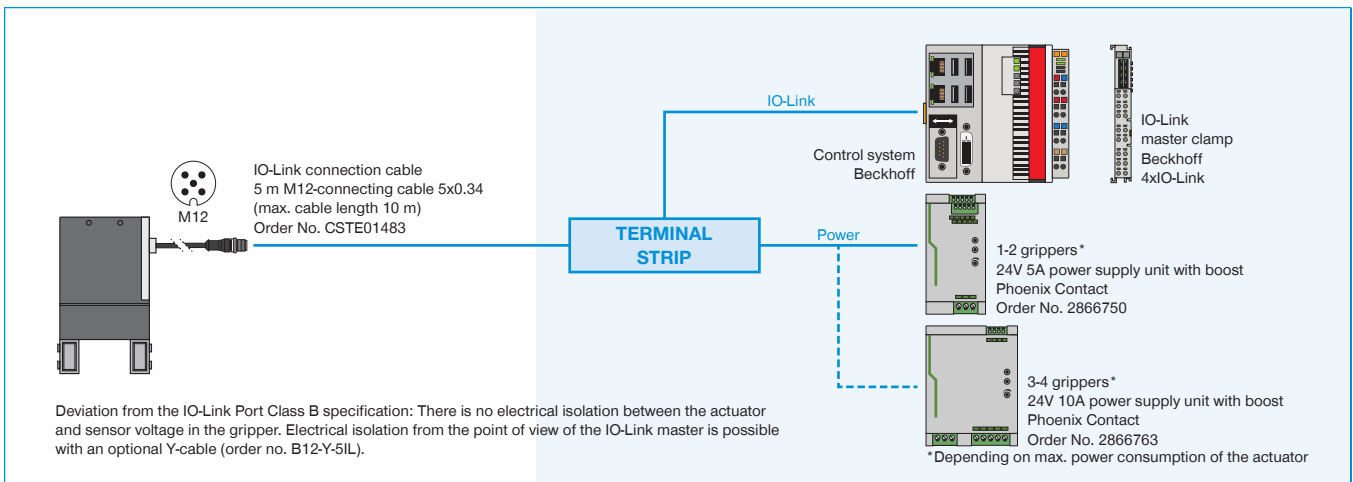 IO-Link
IO-Link
master clamp
Beckhoff
4xIO-Link
Control system
Beckhoff
M12
IO-Link connection cable
5 m M12-connecting cable 5x0.34
(max. cable length 10 m)
Order No. CSTE01483
TERMINAL
STRIP
Power
1-2 grippers*
24V 5A power supply unit with boost
Phoenix Contact
Order No. 2866750
3-4 grippers*
24V 10A power supply unit with boost
Phoenix Contact
Order No. 2866763
*Depending on max. power consumption of the actuator
Deviation from the IO-Link Port Class B specification: There is no electrical isolation between the actuator
and sensor voltage in the gripper. Electrical isolation from the point of view of the IO-Link master is possible
with an optional Y-cable (order no. B12-Y-5IL).